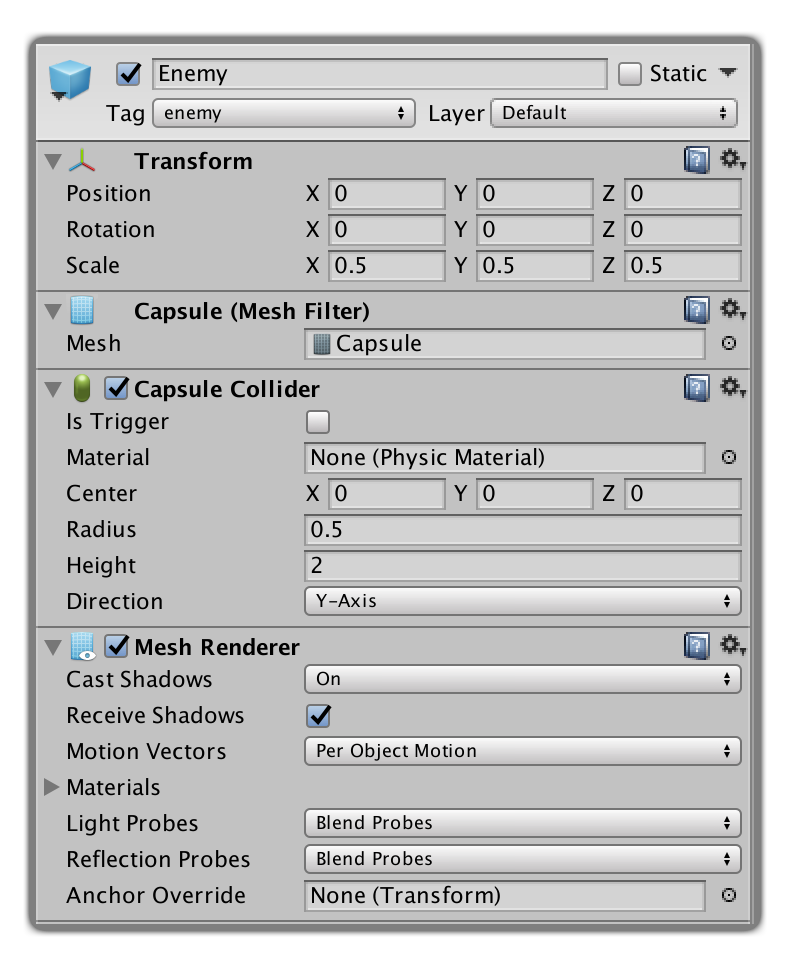 Enemy Static
Tag enemy Layer Default
Transform
Position X 0 Y 0 Z 0
Rotation X 0 Y 0 Z 0
Scale X 0.5 Y 0.5 Z 0.5
Capsule (Mesh Filter)
Mesh Capsule
Capsule Collider
Is Trigger
Material None (Physic Material)
Center X 0 Y 0 Z 0
Radius 0.5
Height 2
Direction Y-Axis
Mesh Renderer
Cast Shadows On
Receive Shadows
Motion Vectors Per Object Motion
Materials
Light Probes Blend Probes
Reflection Probes Blend Probes
Anchor Override None (Transform)